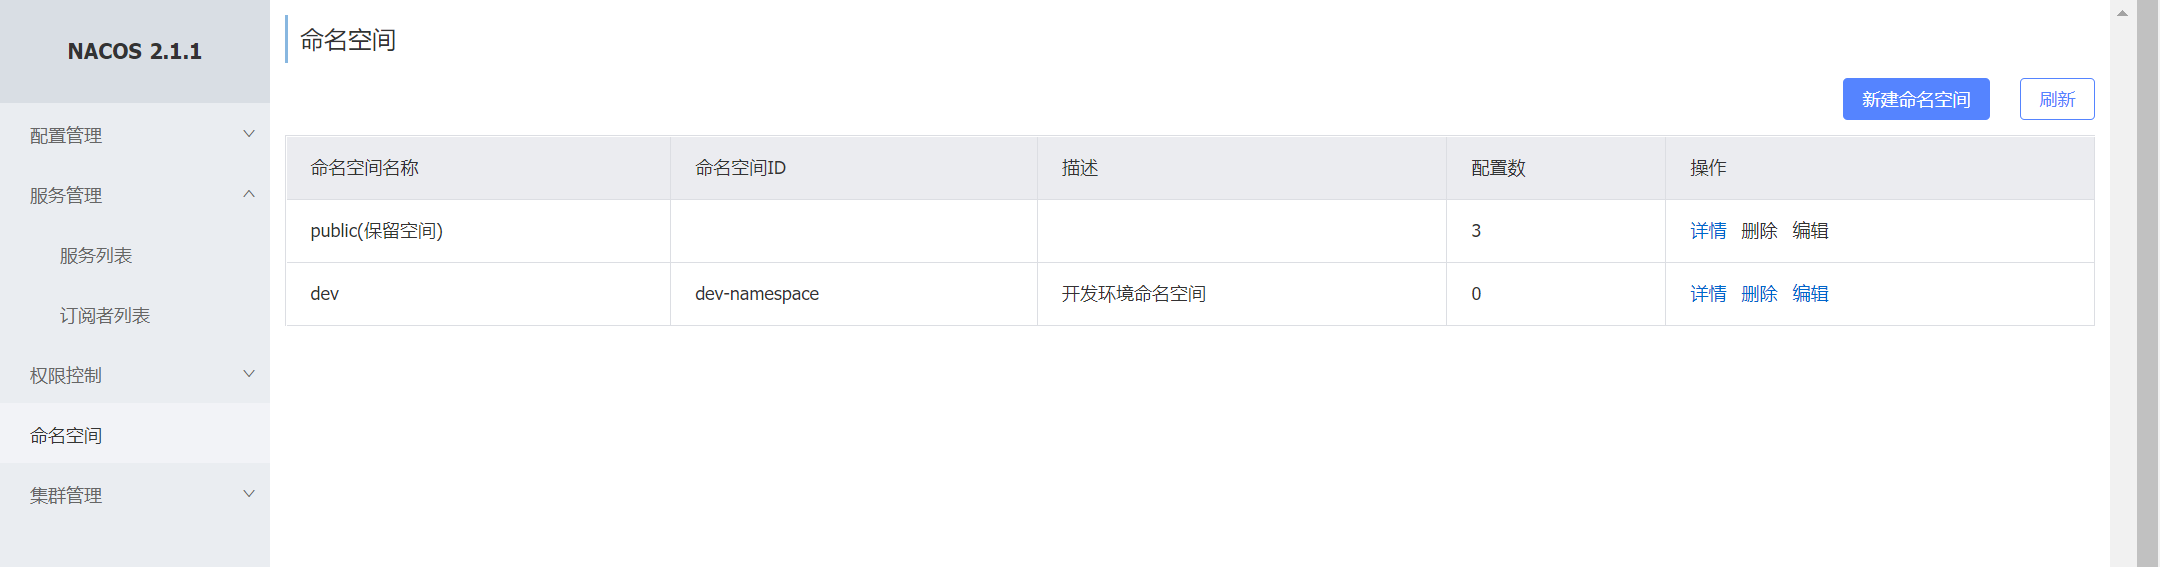 NACOS 2.1.1
配置管理
服务管理
服务列表
订阅者列表
权限控制
命名空间
集群管理
命名空间
新建命名空间 刷新
命名空间名称 命名空间ID 描述 配置数 操作
public(保留空间) 3 详情 删除 编辑
dev dev-namespace 开发环境命名空间 0 详情 删除 编辑